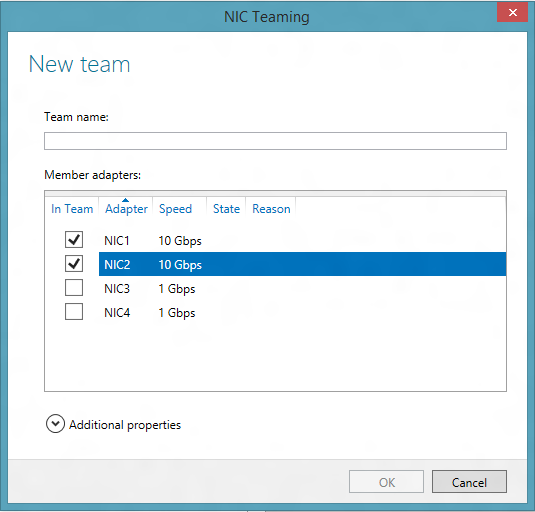 NIC Teaming
New team
Team name:
Member adapters:
In Team Adapter Speed State Reason
NIC1 10 Gbps
NIC2 10 Gbps
NIC3 1 Gbps
NIC4 1 Gbps
Additional properties
OK Cancel